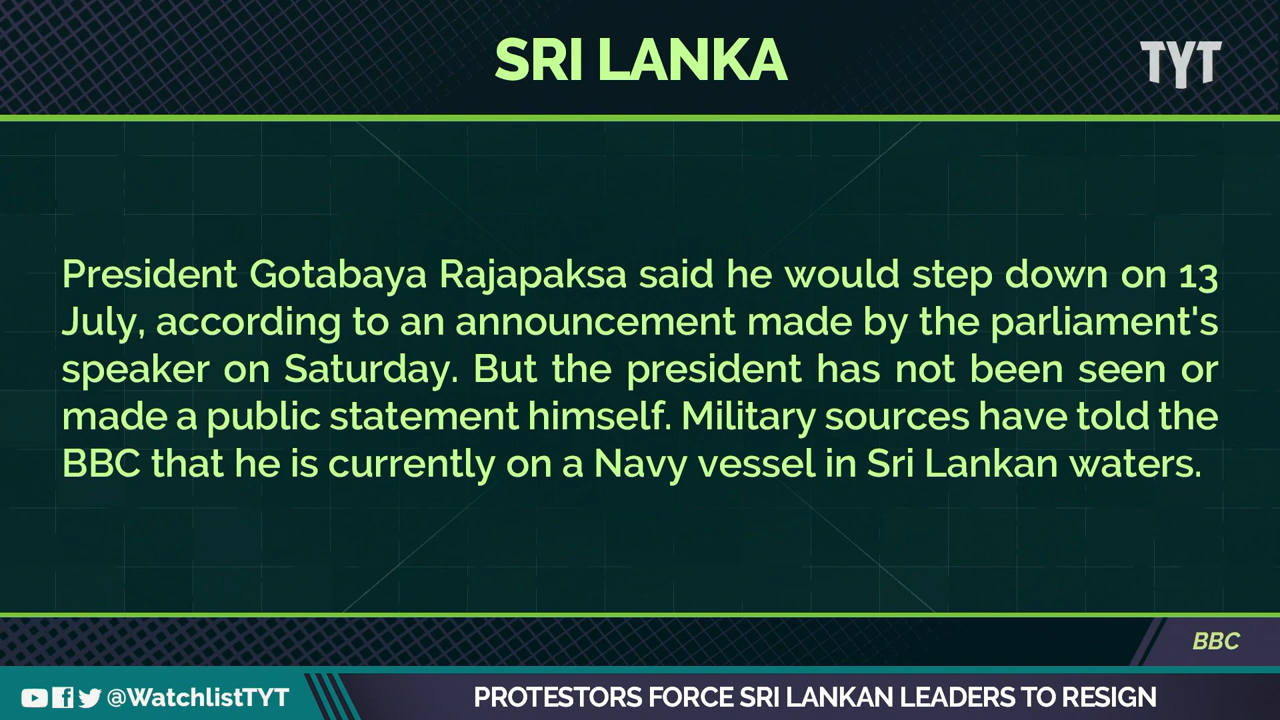 SRI LANKA
TYT
President Gotabaya Rajapaksa said he would step down on 13
July, according to an announcement made by the parliament's
speaker on Saturday. But the president has not been seen or
made a public statement himself. Military sources have told the
BBC that he is currently on a Navy vessel in Sri Lankan waters.
BBC
@WatchlistTYT
PROTESTORS FORCE SRI LANKAN LEADERS TO RESIGN